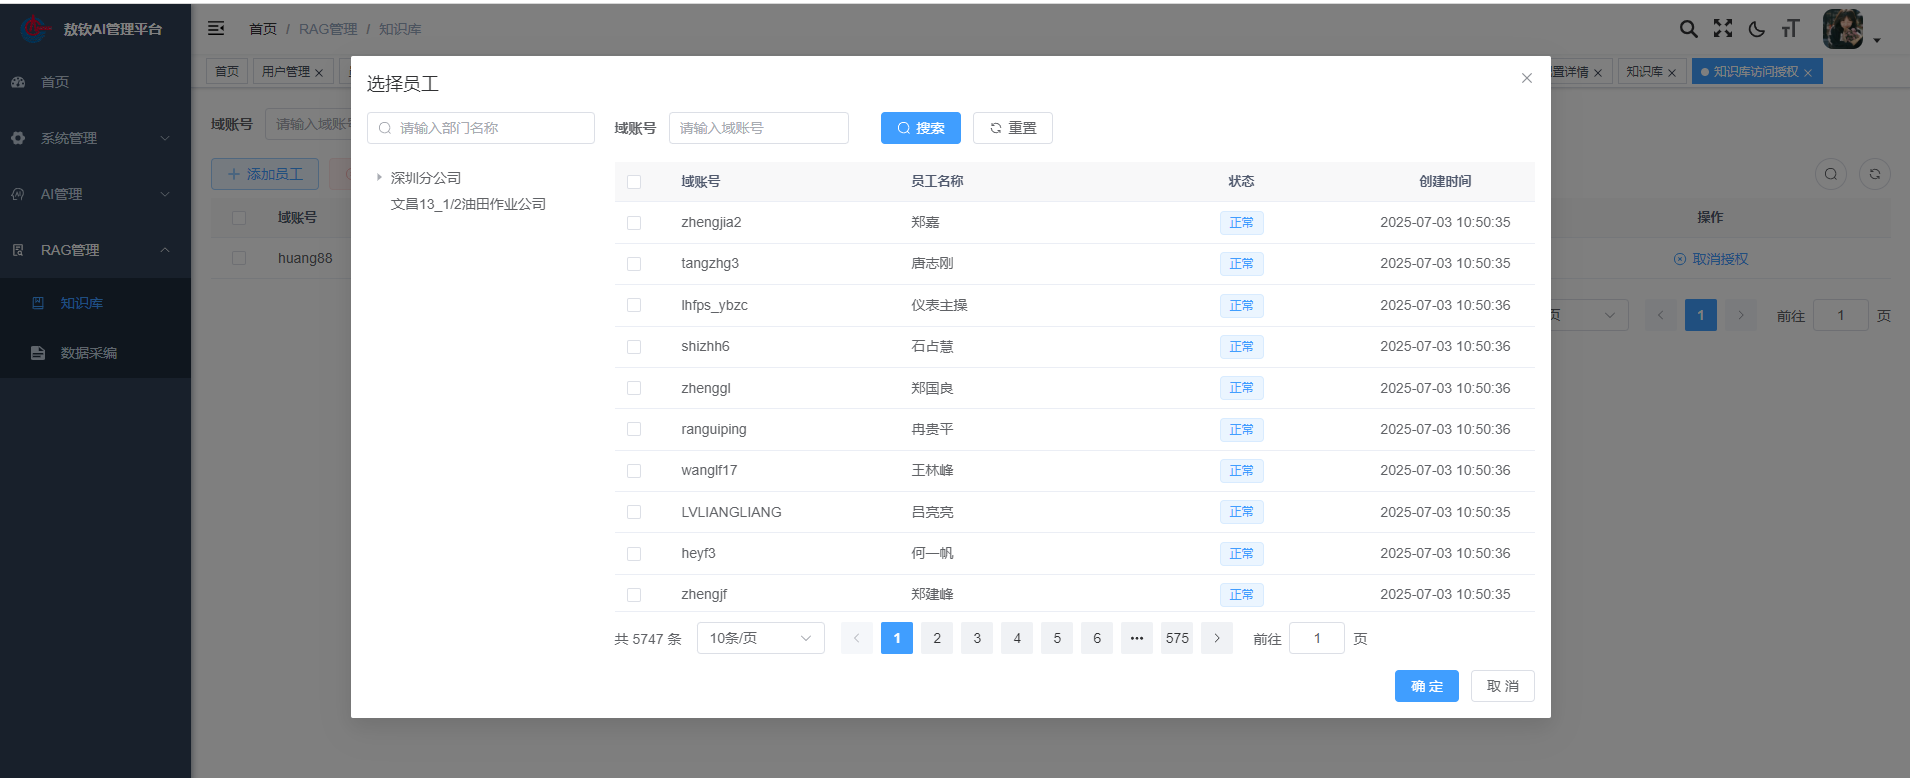 敖钦AI管理平台
首页 / RAG管理 / 知识库
首页
系统管理
AI管理
RAG管理
知识库
数据采编
首页
用户管理
置详情
知识库
知识库访问授权
域账号 请输入域账号
添加员工
域账号
操作
huang88
取消授权
页
1
前往 1 页
选择员工
请输入部门名称
域账号 请输入域账号 搜索 重置
深圳分公司
文昌13_1/2油田作业公司
域账号 员工名称 状态 创建时间
zhengjia2 郑嘉 正常 2025-07-03 10:50:35
tangzhg3 唐志刚 正常 2025-07-03 10:50:35
lhfps_ybzc 仪表主操 正常 2025-07-03 10:50:36
shizhh6 石占慧 正常 2025-07-03 10:50:36
zhenggl 郑国良 正常 2025-07-03 10:50:36
ranguiping 冉贵平 正常 2025-07-03 10:50:36
wanglf17 王林峰 正常 2025-07-03 10:50:36
LVLIANGLIANG 吕亮亮 正常 2025-07-03 10:50:35
heyf3 何一帆 正常 2025-07-03 10:50:36
zhengjf 郑建峰 正常 2025-07-03 10:50:35
共 5747 条 10条/页 1 2 3 4 5 6 ••• 575 前往 1 页
确 定 取 消